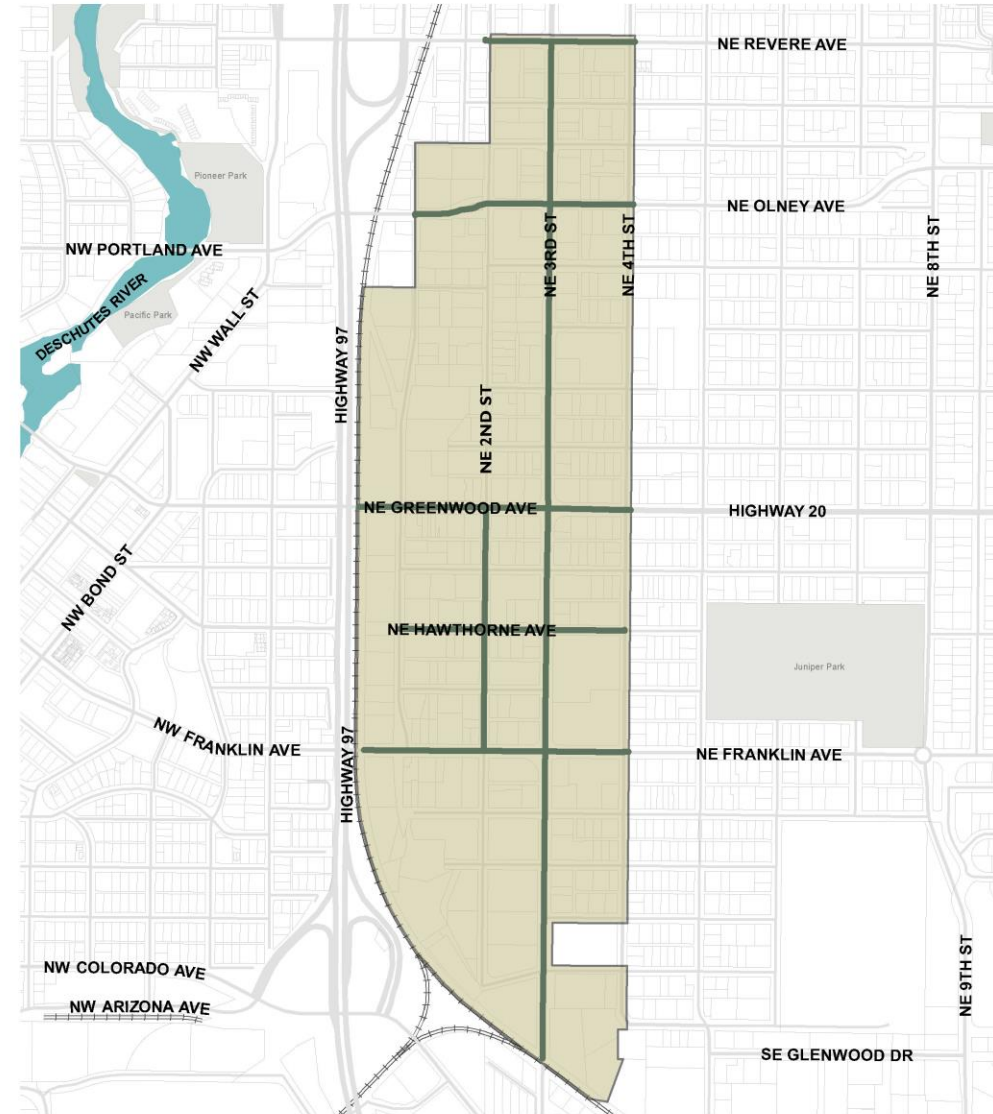 NE REVERE AVE
Pioneer Park
NE OLNEY AVE
NW PORTLAND AVE
NE 3RD ST
NE 4TH ST
NE 8TH ST
DESCHUTES RIVER
Pacific Park
NW WALL ST
HIGHWAY 97
NE 2ND ST
NE GREENWOOD AVE
HIGHWAY 20
NW BOND ST
NE HAWTHORNE AVE
Juniper Park
NW FRANKLIN AVE
HIGHWAY 97
NE FRANKLIN AVE
NW COLORADO AVE
NE 9TH ST
NW ARIZONA AVE
SE GLENWOOD DR